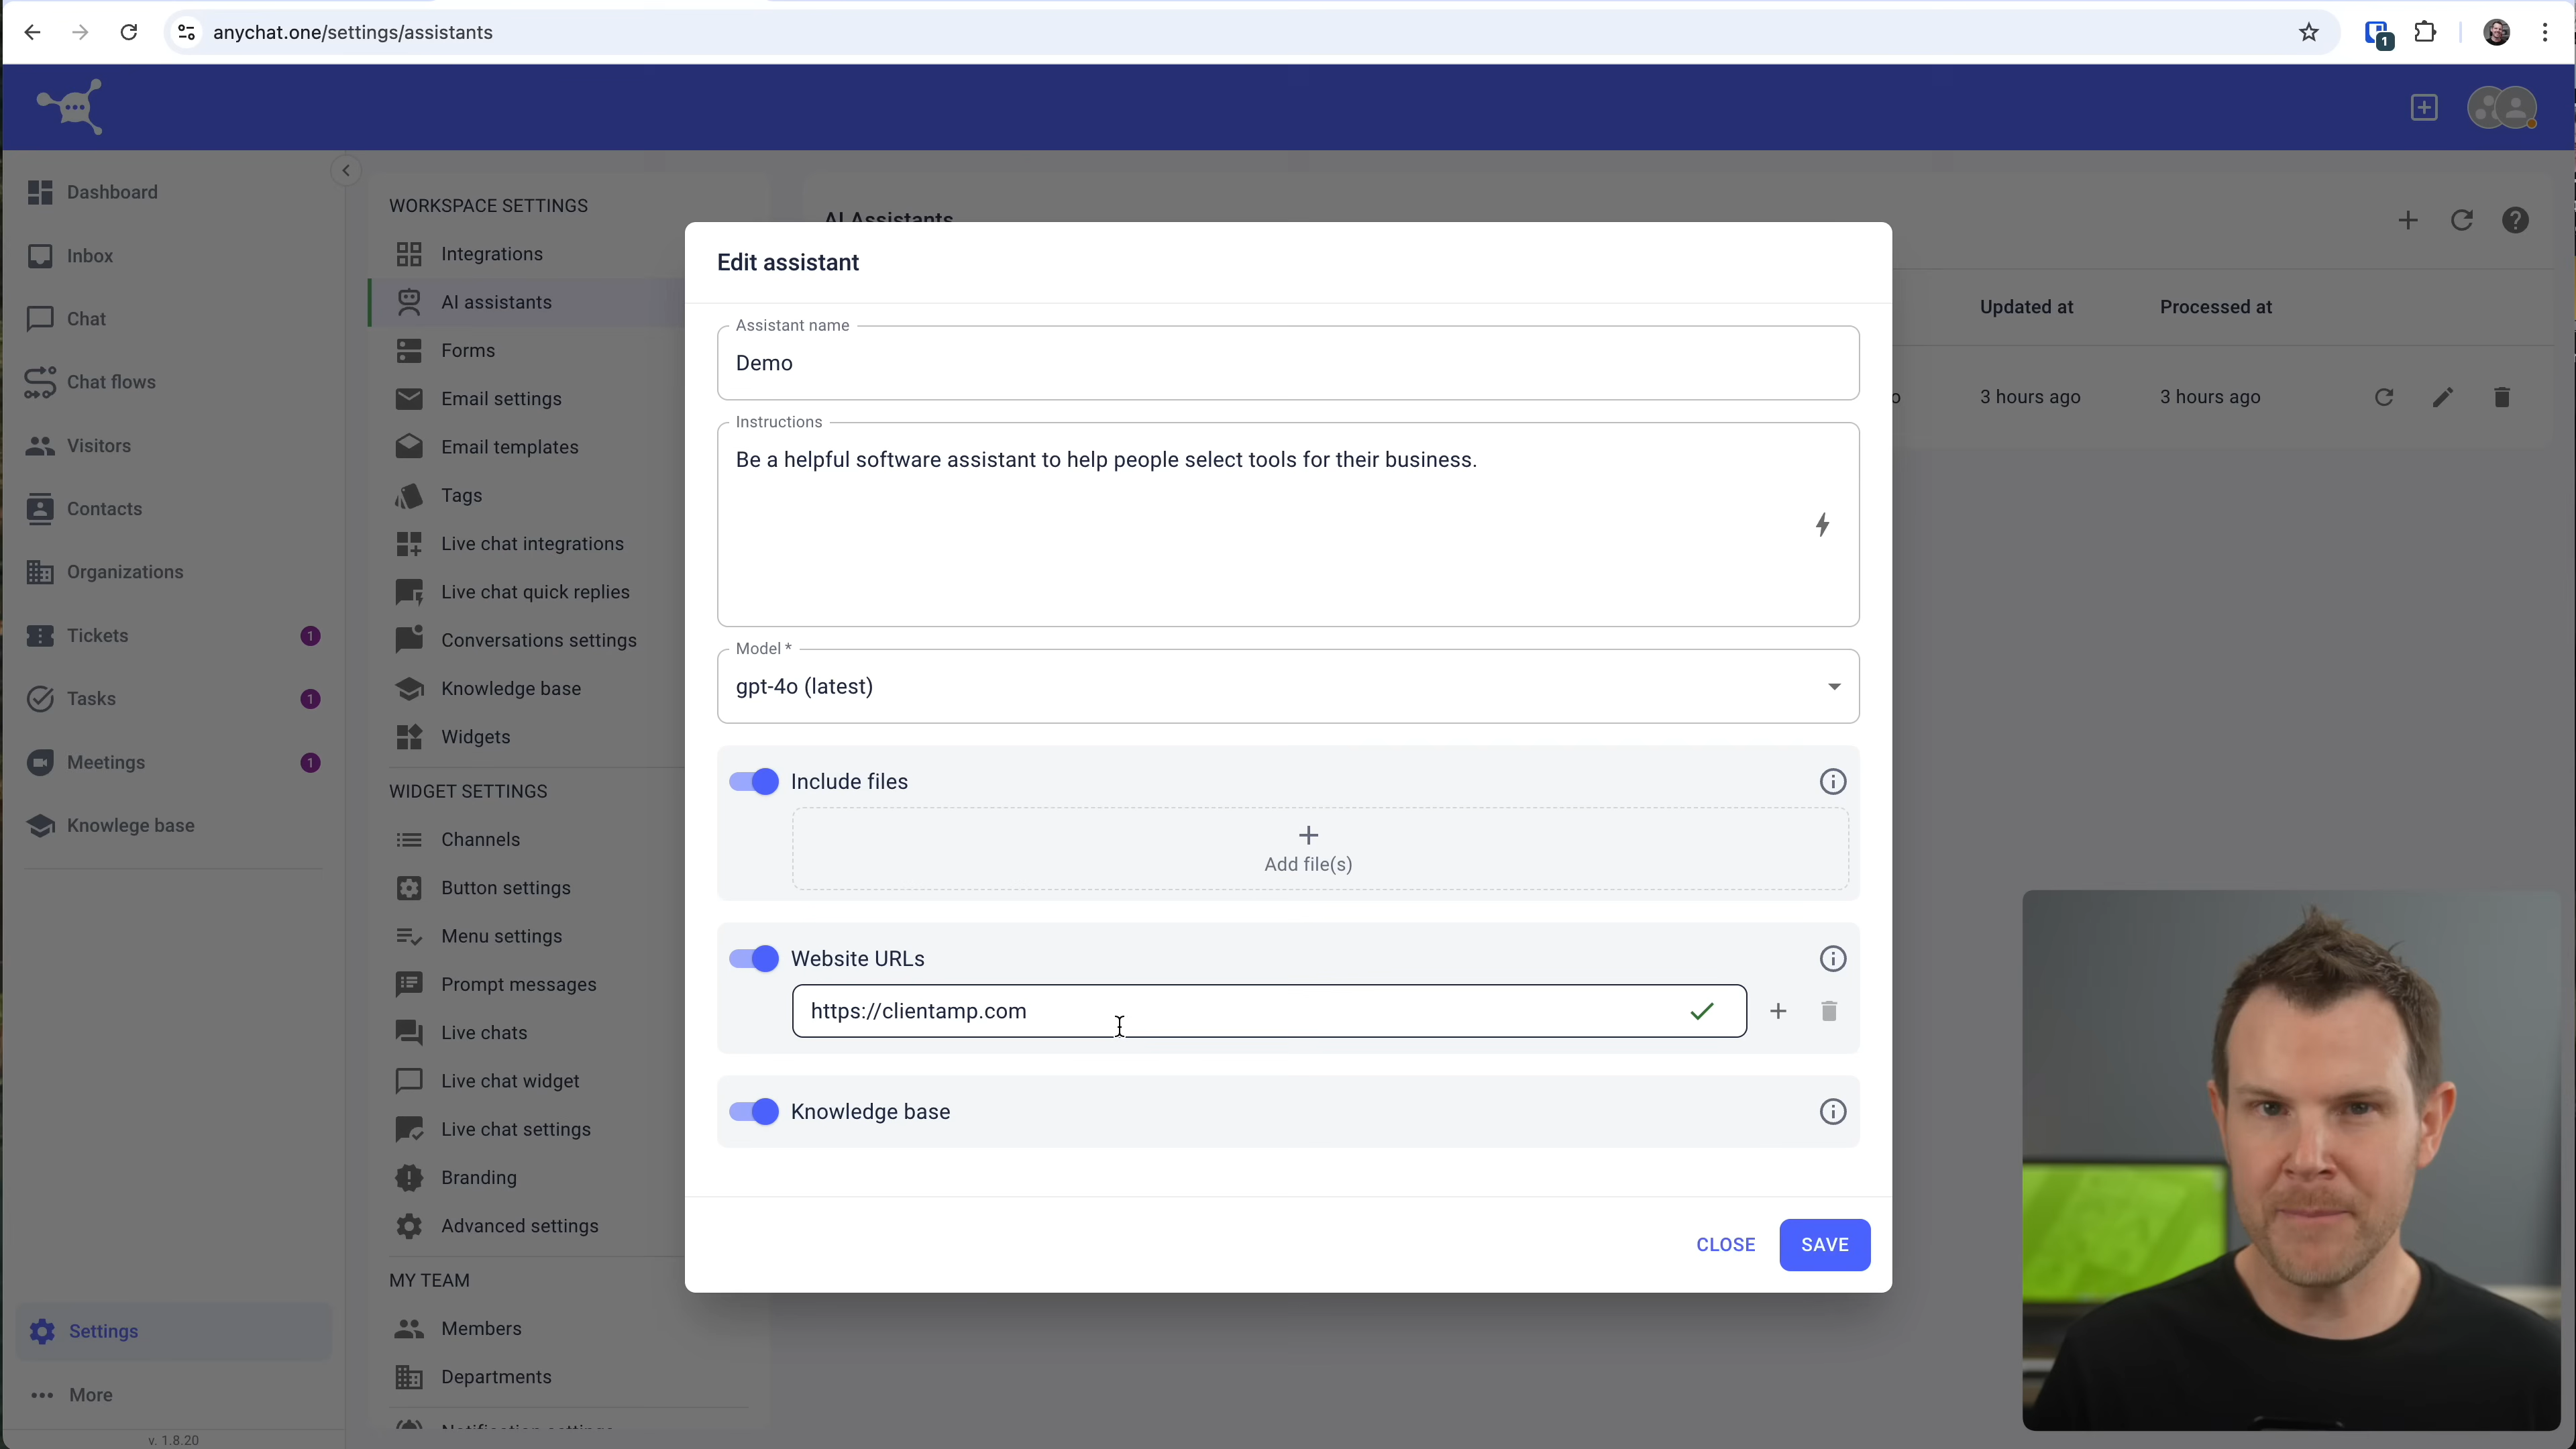 anychat.one/settings/assistants
1
Dashboard
Inbox
Chat
Chat flows
Visitors
Contacts
Organizations
Tickets 1
Tasks 1
Meetings 1
Knowlege base
Settings
More
v. 1.8.20
WORKSPACE SETTINGS
Integrations
AI assistants
Forms
Email settings
Email templates
Tags
Live chat integrations
Live chat quick replies
Conversations settings
Knowledge base
Widgets
WIDGET SETTINGS
Channels
Button settings
Menu settings
Prompt messages
Live chats
Live chat widget
Live chat settings
Branding
Advanced settings
MY TEAM
Members
Departments
AI Assistants
Updated at Processed at
o 3 hours ago 3 hours ago
Edit assistant
Assistant name
Demo
Instructions
Be a helpful software assistant to help people select tools for their business.
Model *
gpt-4o (latest)
Include files
Add file(s)
Website URLs
https://clientamp.com
Knowledge base
CLOSE SAVE